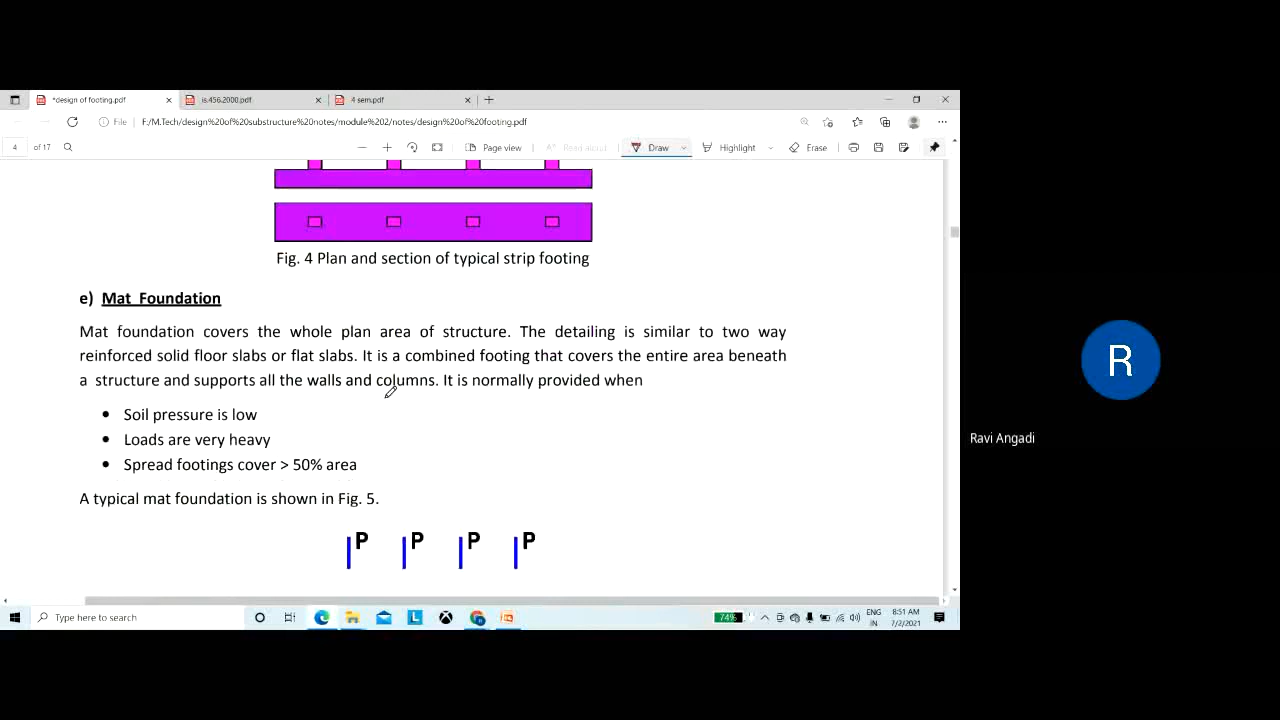 *design of footing.pdf
is.456.2000.pdf
4 sem.pdf
File
F:/M.Tech/design%20of%20substructure%20notes/module%202/notes/design%20of%20footing.pdf
4 of 17
Page view
Read aloud
Draw
Highlight
Erase
Fig. 4 Plan and section of typical strip footing
e) Mat Foundation
Mat foundation covers the whole plan area of structure. The detailing is similar to two way
reinforced solid floor slabs or flat slabs. It is a combined footing that covers the entire area beneath
a structure and supports all the walls and columns. It is normally provided when
• Soil pressure is low
• Loads are very heavy
• Spread footings cover > 50% area
A typical mat foundation is shown in Fig. 5.
P P P P
R
Ravi Angadi
Type here to search
74%
ENG
IN
8:51 AM
7/2/2021